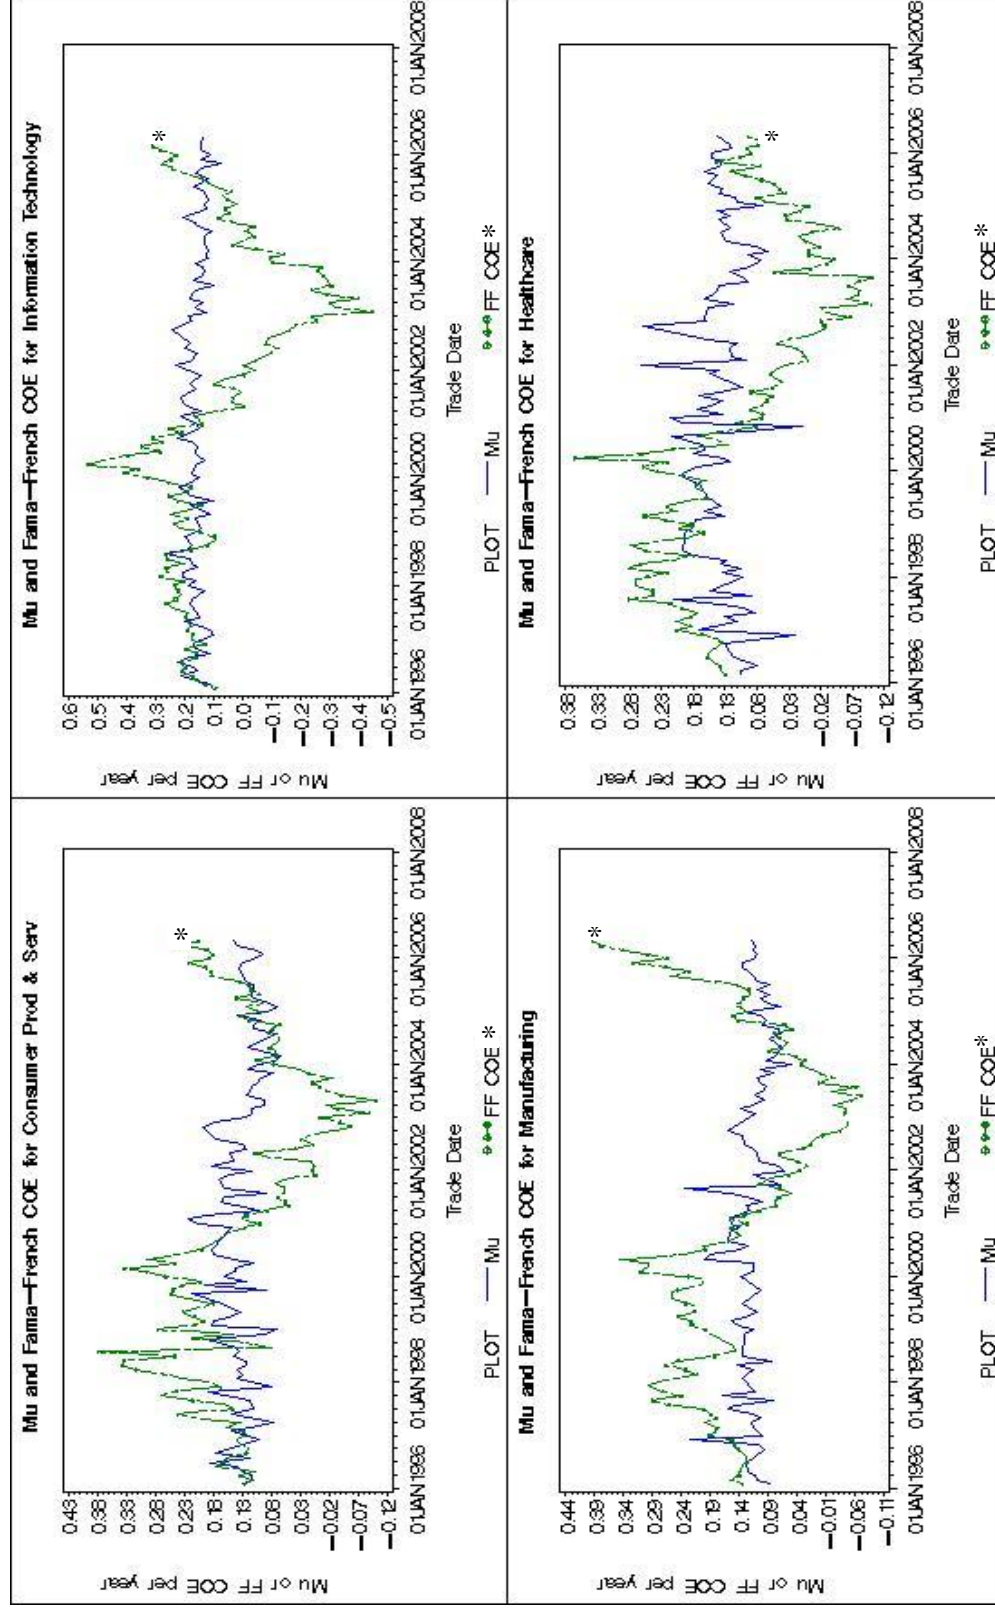 Mu and Fama—French COE for Consumer Prod & Serv
Mu or FF COE per year
0.43
0.38
0.33
0.28
0.23
0.18
0.13
0.08
0.03
−0.02
−0.07
−0.12
*
01JAN1996 01JAN1998 01JAN2000 01JAN2002 01JAN2004 01JAN2006 01JAN2008
Trade Date
PLOT Mu FF COE *
Mu and Fama—French COE for Information Technology
Mu or FF COE per year
0.6
0.5
0.4
0.3
0.2
0.1
0.0
−0.1
−0.2
−0.3
−0.4
−0.5
*
01JAN1996 01JAN1998 01JAN2000 01JAN2002 01JAN2004 01JAN2006 01JAN2008
Trade Date
PLOT Mu FF COE *
Mu and Fama—French COE for Manufacturing
Mu or FF COE per year
0.44
0.39
0.34
0.29
0.24
0.19
0.14
0.09
0.04
−0.01
−0.06
−0.11
*
01JAN1996 01JAN1998 01JAN2000 01JAN2002 01JAN2004 01JAN2006 01JAN2008
Trade Date
PLOT Mu FF COE*
Mu and Fama—French COE for Healthcare
Mu or FF COE per year
0.38
0.33
0.28
0.23
0.18
0.13
0.08
0.03
−0.02
−0.07
−0.12
*
01JAN1996 01JAN1998 01JAN2000 01JAN2002 01JAN2004 01JAN2006 01JAN2008
Trade Date
PLOT Mu FF COE *